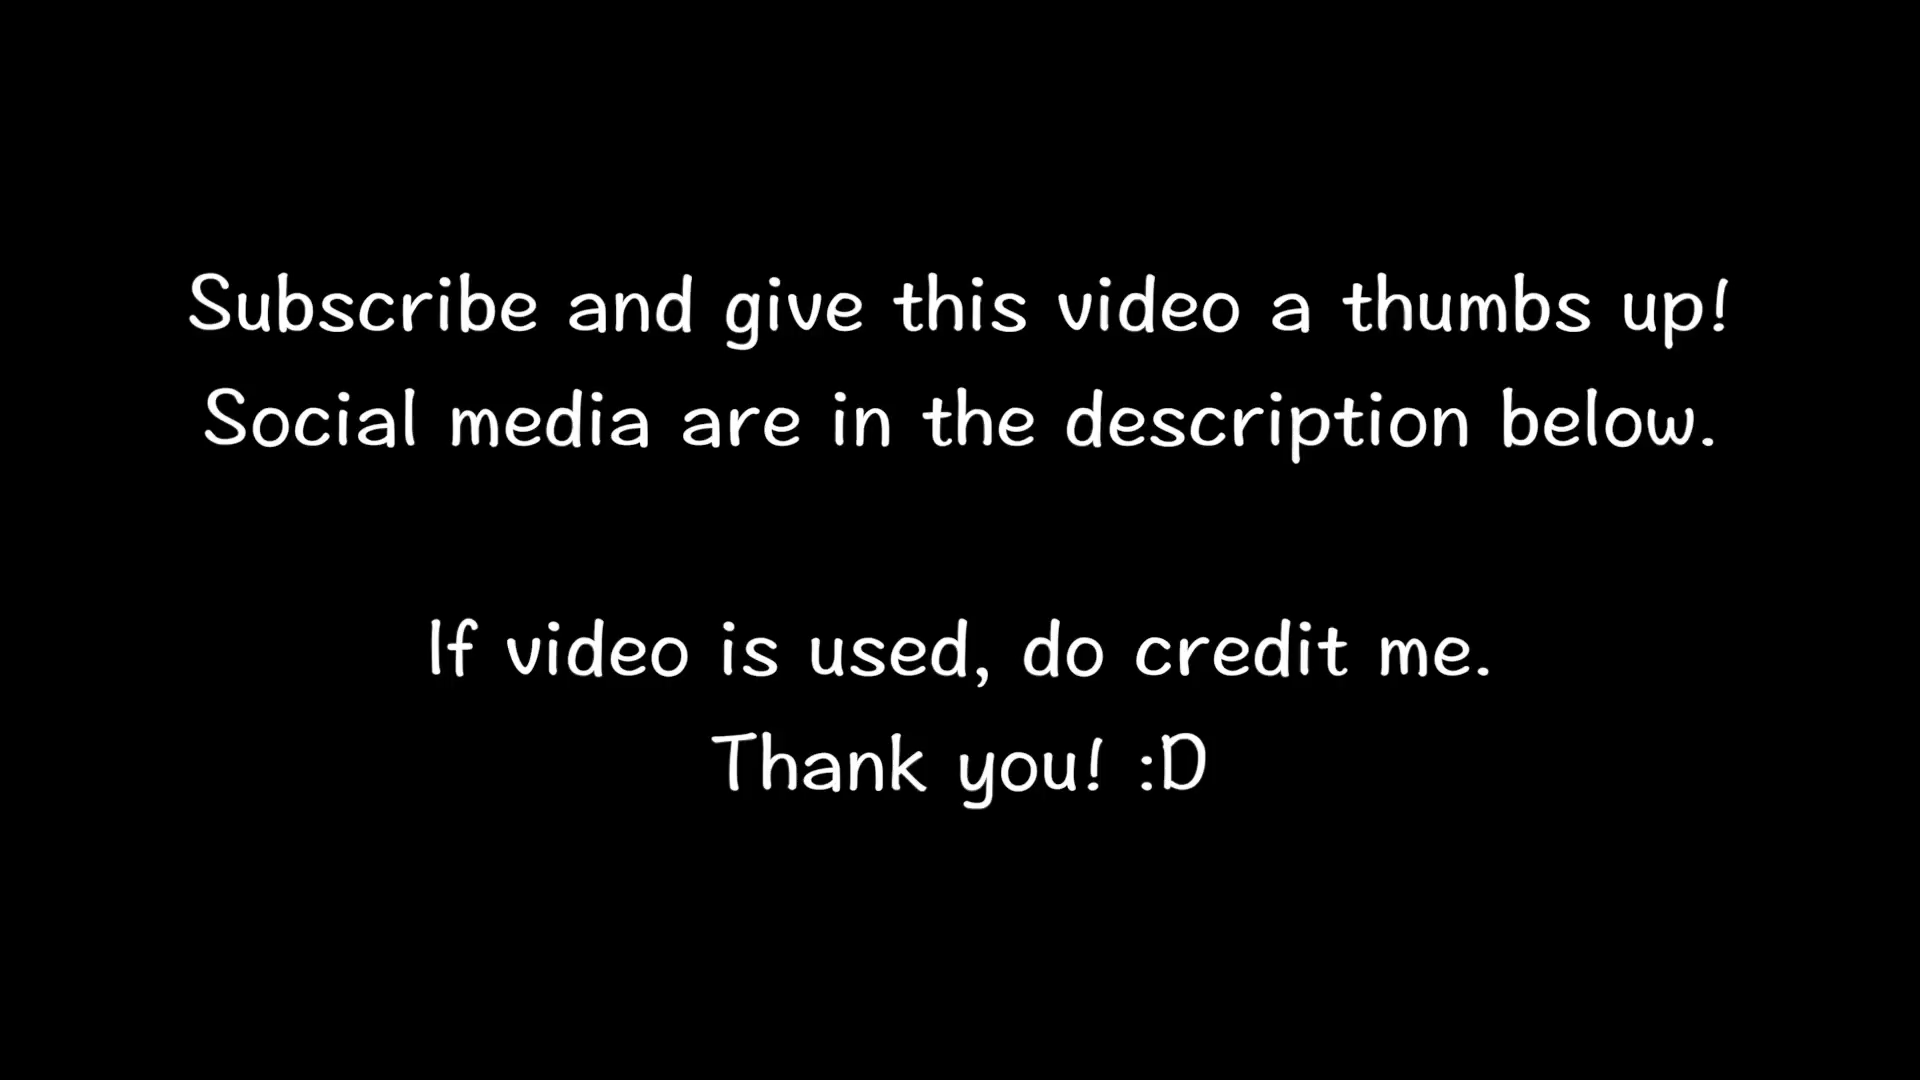 Subscribe and give this video a thumbs up!
Social media are in the description below.
If video is used, do credit me.
Thank you! :D